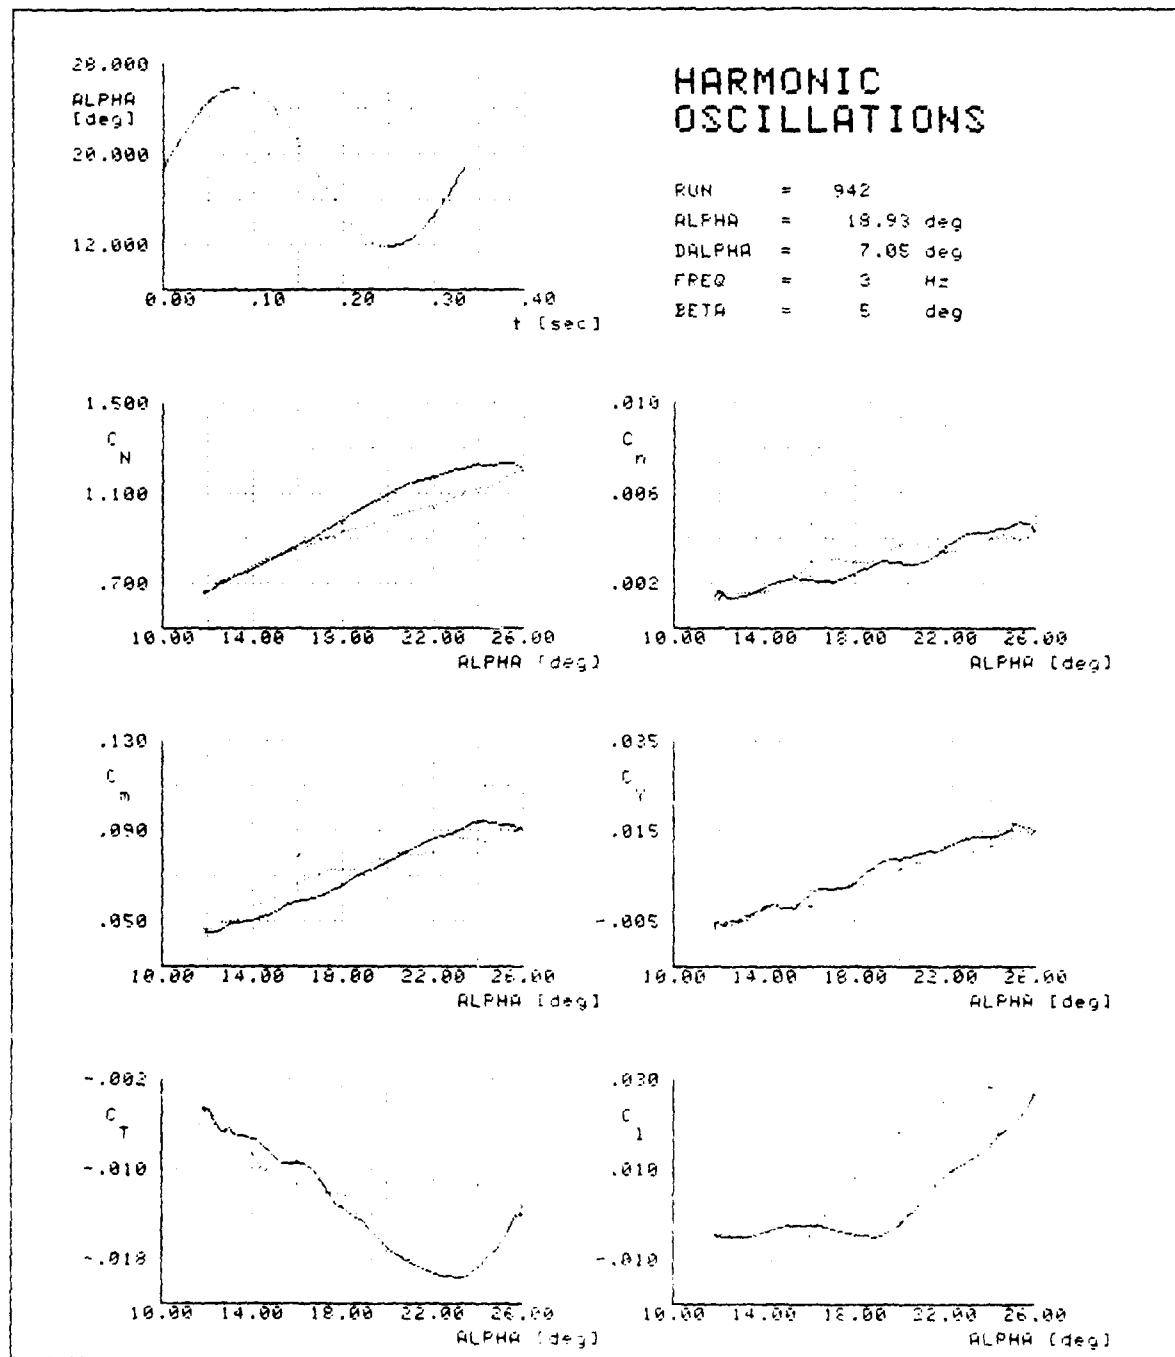 HARMONIC
OSCILLATIONS
RUN = 942
ALPHA = 18.93 deg
DALPHA = 7.05 deg
FREQ = 3 Hz
BETA = 5 deg
28.000
ALPHA
[deg]
20.000
12.000
0.00 .10 .20 .30 .40
t [sec]
1.500
C N
1.100
.700
10.00 14.00 18.00 22.00 26.00
ALPHA [deg]
.010
C n
.006
.002
10.00 14.00 18.00 22.00 26.00
ALPHA [deg]
.130
C m
.090
.050
10.00 14.00 18.00 22.00 26.00
ALPHA [deg]
.035
C Y
.015
-.005
10.00 14.00 18.00 22.00 26.00
ALPHA [deg]
-.002
C T
-.010
-.018
10.00 14.00 18.00 22.00 26.00
ALPHA [deg]
.030
C l
.010
-.010
10.00 14.00 18.00 22.00 26.00
ALPHA [deg]